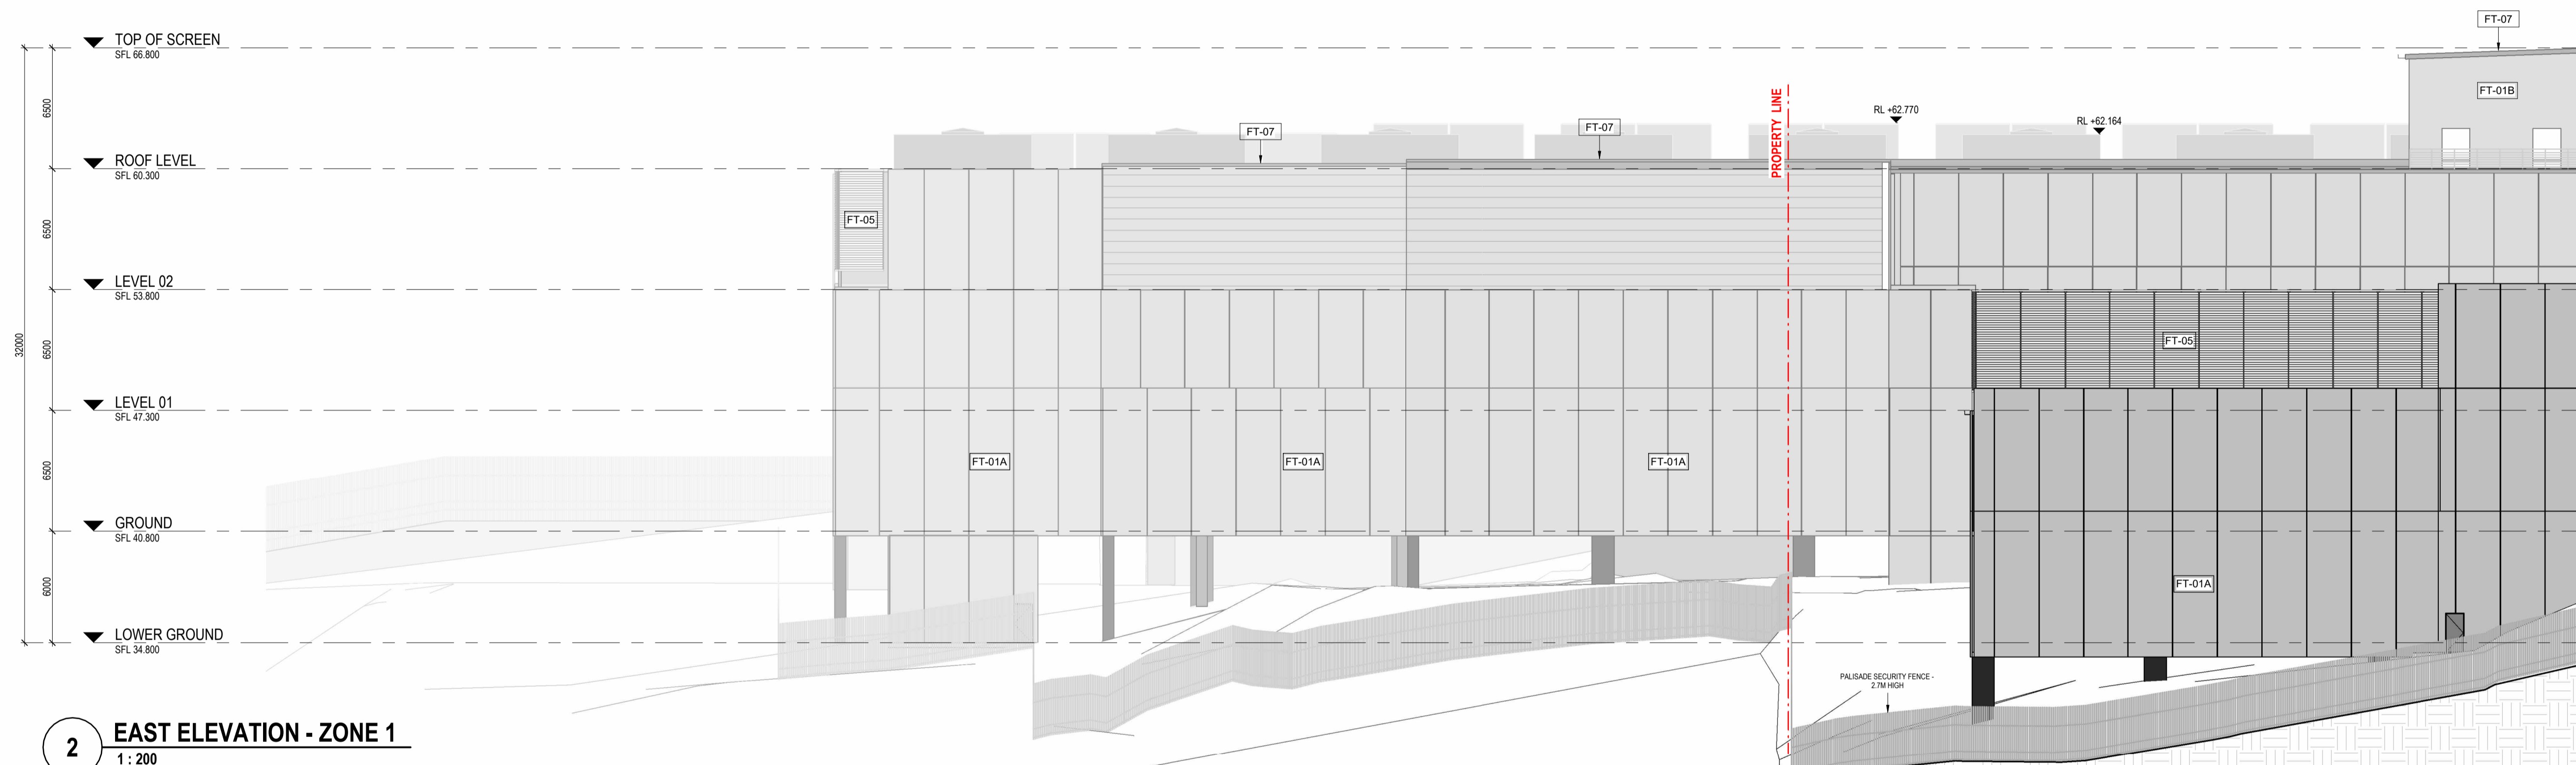 FT-07
TOP OF SCREEN
SFL 66.800
FT-01B
6500
PROPERTY LINE
RL +62.770
RL +62.164
FT-07
FT-07
ROOF LEVEL
SFL 60.300
FT-05
6500
LEVEL 02
SFL 53.800
FT-05
32000
6500
LEVEL 01
SFL 47.300
FT-01A
FT-01A
FT-01A
6500
GROUND
SFL 40.800
FT-01A
6000
LOWER GROUND
SFL 34.800
PALISADE SECURITY FENCE -
2.7M HIGH
2
EAST ELEVATION - ZONE 1
1 : 200